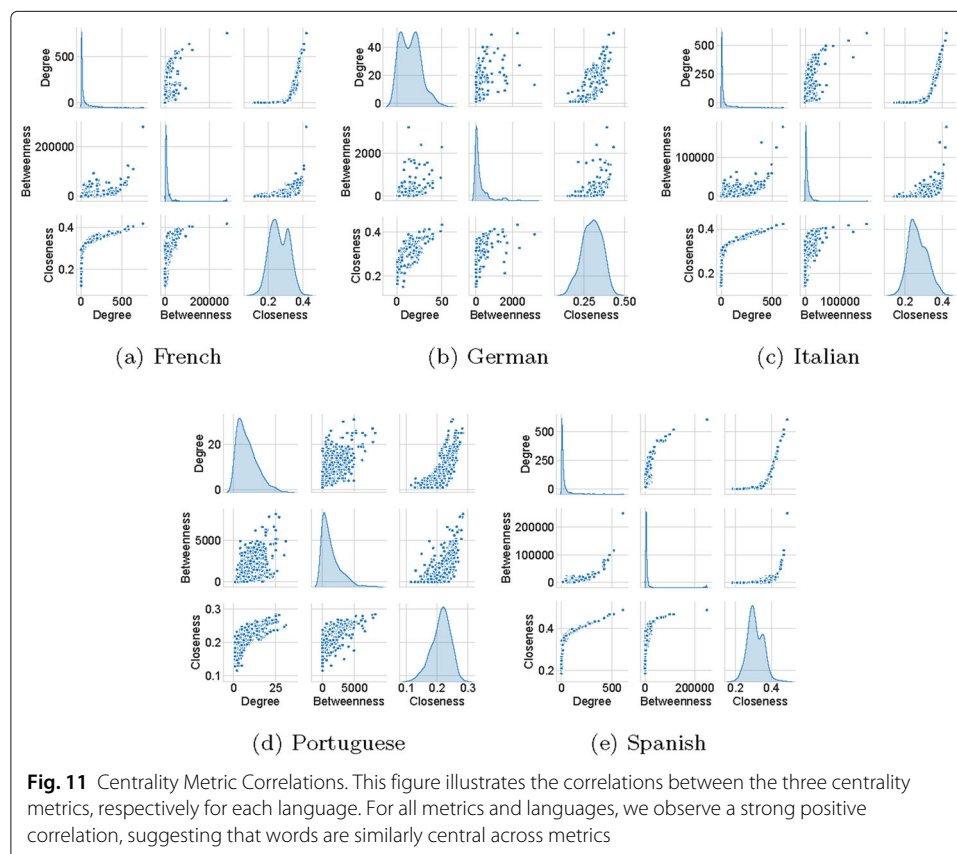 Degree
500
0
Betweenness
200000
0
Closeness
0.4
0.2
0 500
Degree
0 200000
Betweenness
0.2 0.4
Closeness
(a) French
Degree
40
20
0
Betweenness
2000
0
Closeness
0.4
0.2
0 50
Degree
0 2000
Betweenness
0.25 0.50
Closeness
(b) German
Degree
500
250
0
Betweenness
100000
0
Closeness
0.4
0.2
0 500
Degree
0 100000
Betweenness
0.2 0.4
Closeness
(c) Italian
Degree
20
0
Betweenness
5000
0
Closeness
0.3
0.2
0.1
0 25
Degree
0 5000
Betweenness
0.1 0.2 0.3
Closeness
(d) Portuguese
Degree
500
250
0
Betweenness
200000
100000
0
Closeness
0.4
0.2
0 500
Degree
0 200000
Betweenness
0.2 0.4
Closeness
(e) Spanish
Fig. 11 Centrality Metric Correlations. This figure illustrates the correlations between the three centrality
metrics, respectively for each language. For all metrics and languages, we observe a strong positive
correlation, suggesting that words are similarly central across metrics